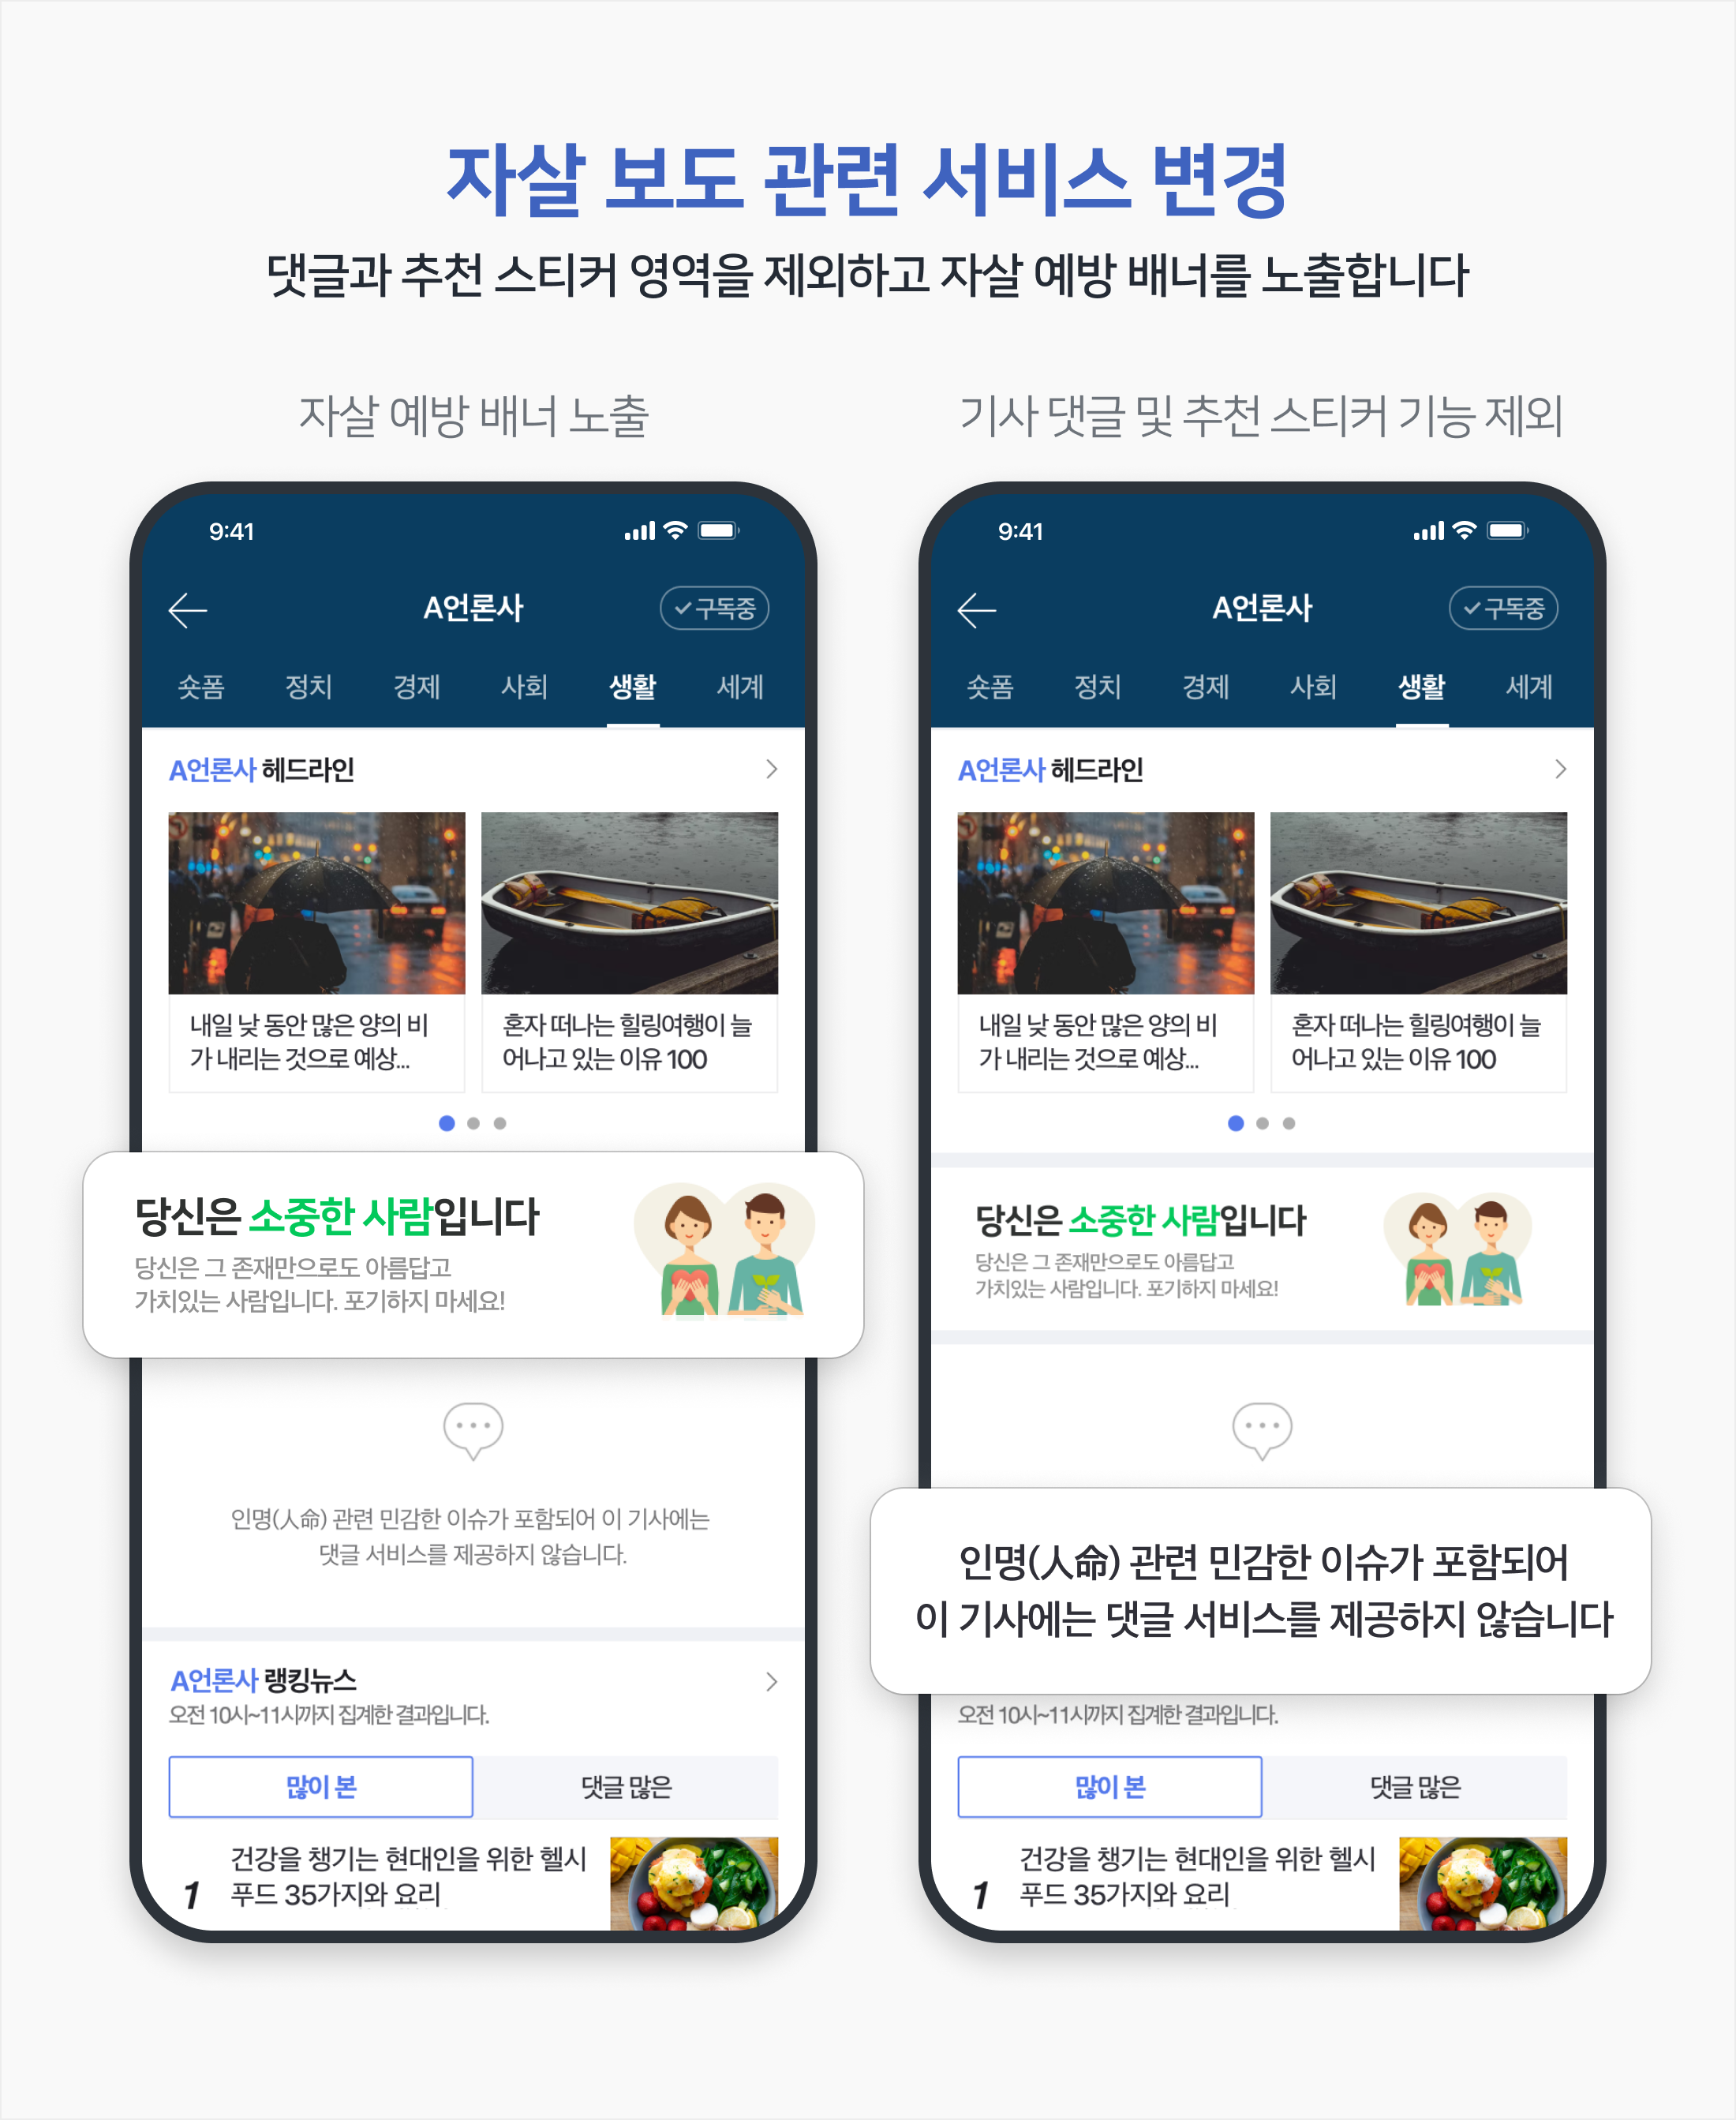 자살 보도 관련 서비스 변경
댓글과 추천 스티커 영역을 제외하고 자살 예방 배너를 노출합니다
자살 예방 배너 노출
9:41
A언론사
구독중
숏폼 정치 경제 사회 생활 세계
A언론사 헤드라인
내일 낮 동안 많은 양의 비
가 내리는 것으로 예상...
혼자 떠나는 힐링여행이 늘
어나고 있는 이유 100
당신은 소중한 사람입니다
당신은 그 존재만으로도 아름답고
가치있는 사람입니다. 포기하지 마세요!
인명(人命) 관련 민감한 이슈가 포함되어 이 기사에는
댓글 서비스를 제공하지 않습니다.
A언론사 랭킹뉴스
오전 10시~11시까지 집계한 결과입니다.
많이 본
댓글 많은
1
건강을 챙기는 현대인을 위한 헬시
푸드 35가지와 요리
기사 댓글 및 추천 스티커 기능 제외
9:41
A언론사
구독중
숏폼 정치 경제 사회 생활 세계
A언론사 헤드라인
내일 낮 동안 많은 양의 비
가 내리는 것으로 예상...
혼자 떠나는 힐링여행이 늘
어나고 있는 이유 100
당신은 소중한 사람입니다
당신은 그 존재만으로도 아름답고
가치있는 사람입니다. 포기하지 마세요!
인명(人命) 관련 민감한 이슈가 포함되어
이 기사에는 댓글 서비스를 제공하지 않습니다
오전 10시~11시까지 집계한 결과입니다.
많이 본
댓글 많은
1
건강을 챙기는 현대인을 위한 헬시
푸드 35가지와 요리